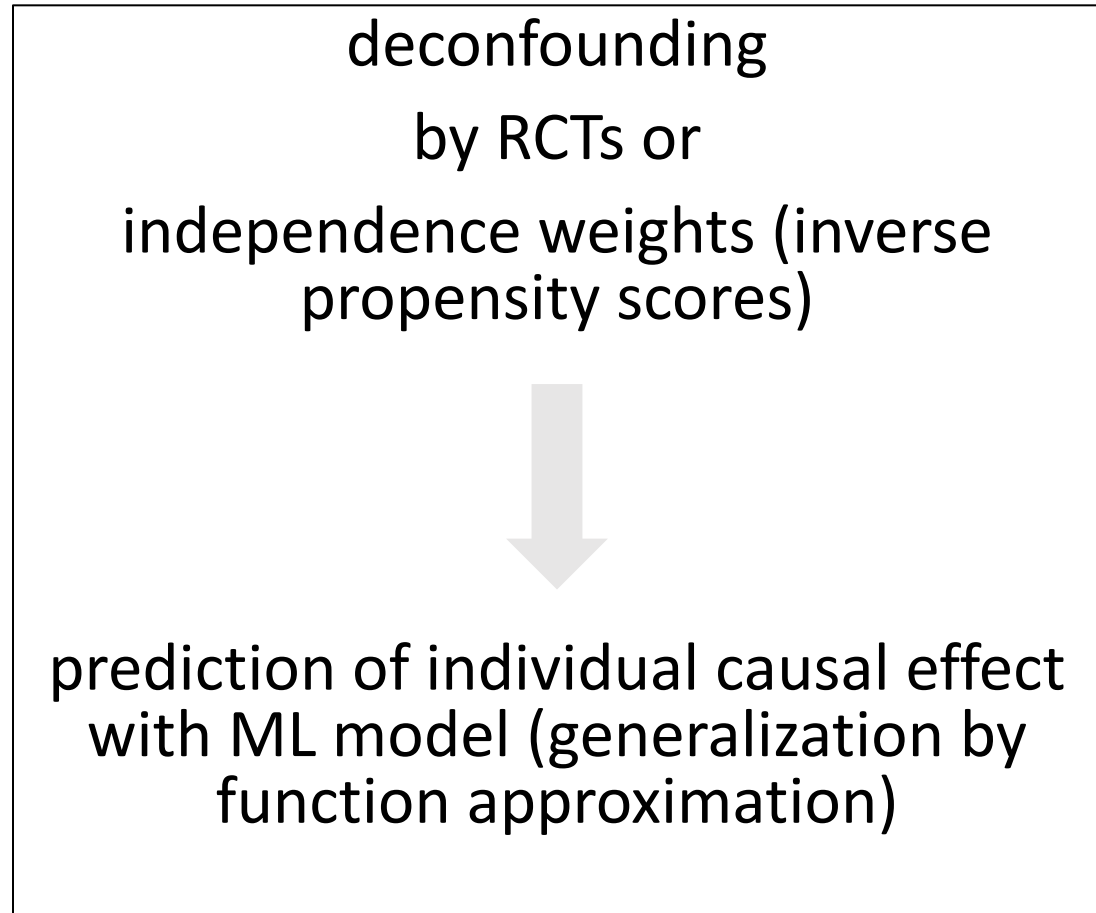 deconfounding
by RCTs or
independence weights (inverse
propensity scores)
prediction of individual causal effect
with ML model (generalization by
function approximation)